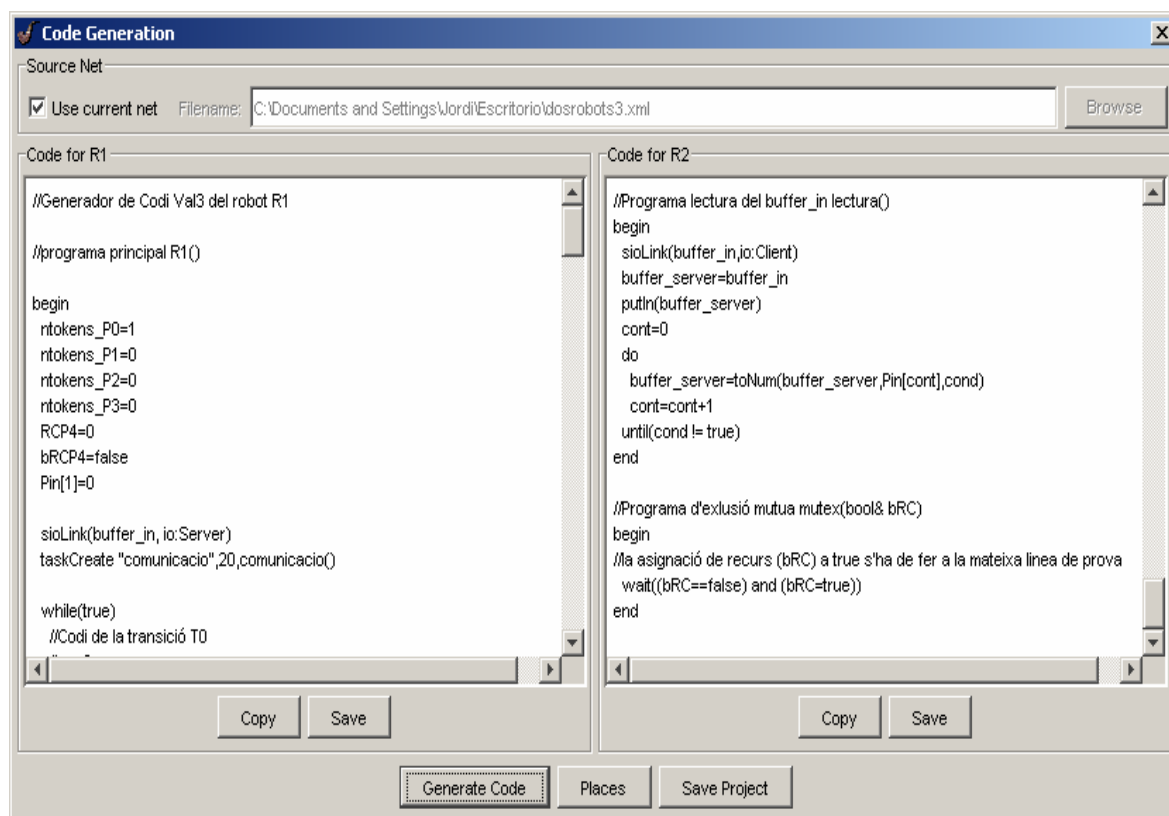 Code Generation
Source Net
Use current net Filename: C:\Documents and Settings\Jordi\Escritorio\dosrobots3.xml Browse
Code for R1
//Generador de Codi Val3 del robot R1
//programa principal R1()
begin
ntokens_P0=1
ntokens_P1=0
ntokens_P2=0
ntokens_P3=0
RCP4=0
bRCP4=false
Pin[1]=0
sioLink(buffer_in, io:Server)
taskCreate "comunicacio",20,comunicacio()
while(true)
//Codi de la transició T0
Copy Save
Code for R2
//Programa lectura del buffer_in lectura()
begin
sioLink(buffer_in,io:Client)
buffer_server=buffer_in
putln(buffer_server)
cont=0
do
buffer_server=toNum(buffer_server,Pin[cont],cond)
cont=cont+1
until(cond != true)
end
//Programa d'exlusió mutua mutex(bool& bRC)
begin
//la asignació de recurs (bRC) a true s'ha de fer a la mateixa linea de prova
wait((bRC==false) and (bRC=true))
end
Copy Save
Generate Code Places Save Project